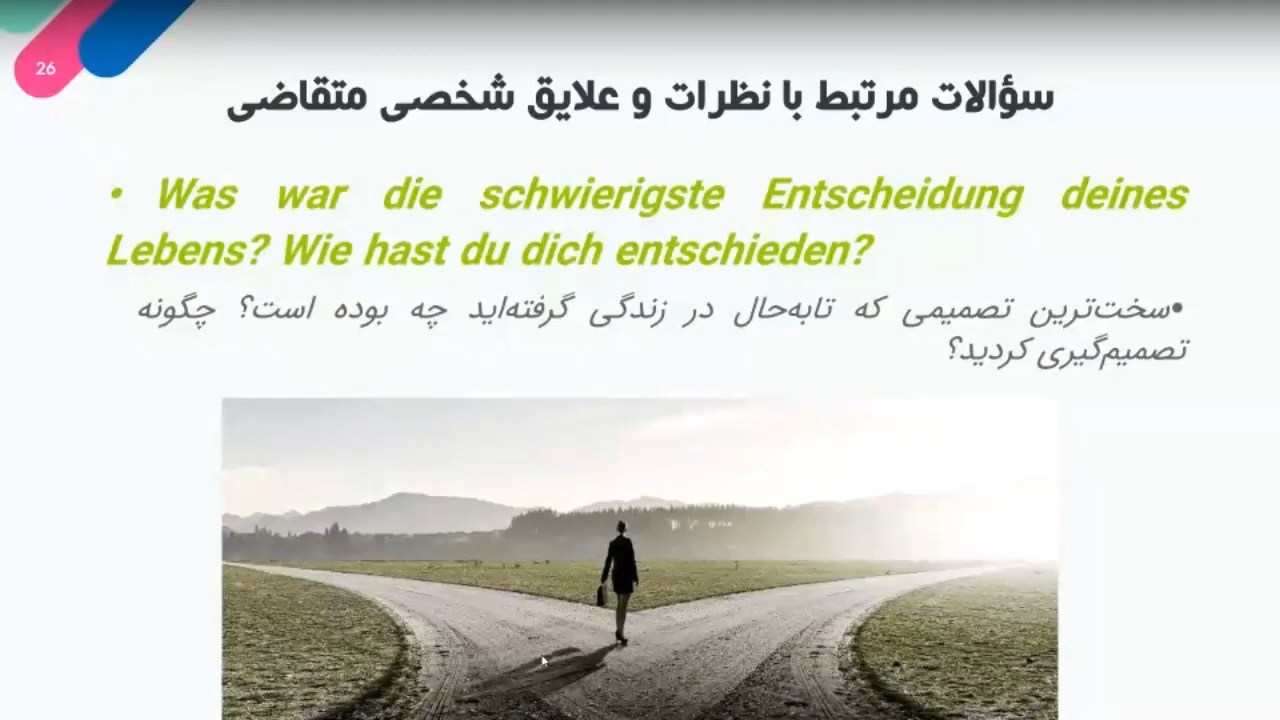 26
سؤالات مرتبط با نظرات و علایق شخصی متقاضی
• Was war die schwierigste Entscheidung deines
Lebens? Wie hast du dich entschieden?
•سخت‌ترین تصمیمی که تابه‌حال در زندگی گرفته‌اید چه بوده است؟ چگونه
تصمیم‌گیری کردید؟